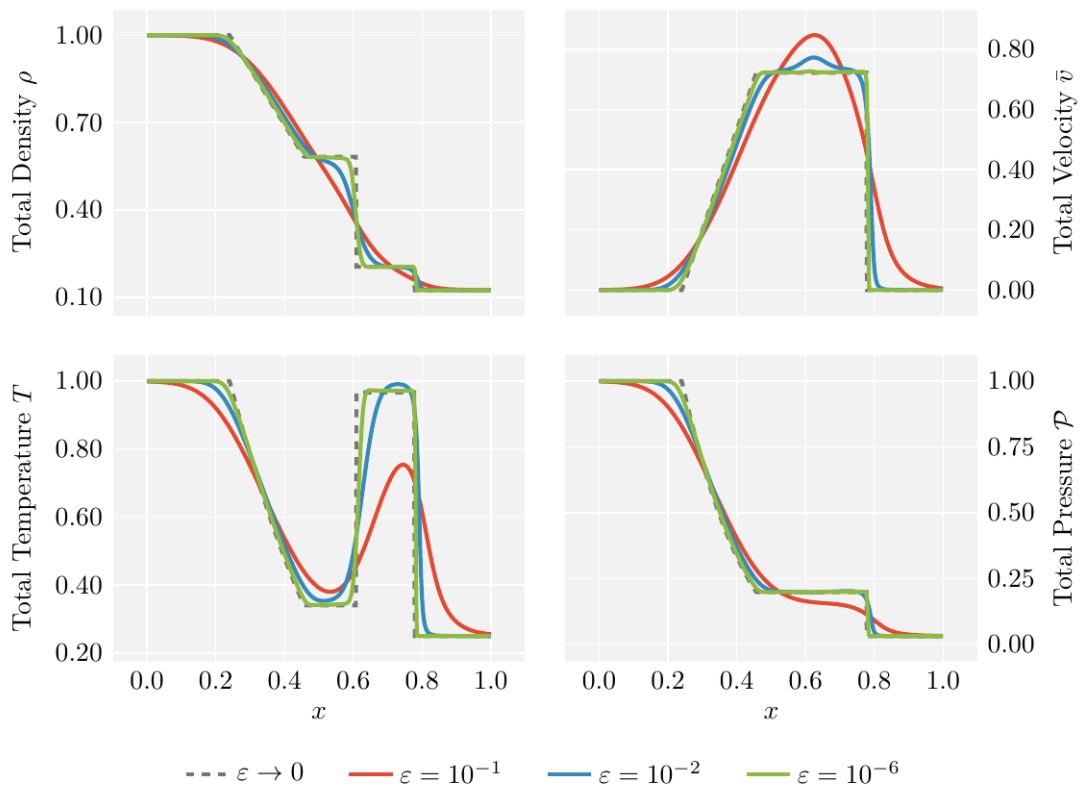 Total Density ρ
1.00
0.70
0.40
0.10
0.80
0.60
0.40
0.20
0.00
Total Velocity v̄
Total Temperature T
1.00
0.80
0.60
0.40
0.20
0.0 0.2 0.4 0.6 0.8 1.0
x
1.00
0.75
0.50
0.25
0.00
Total Pressure 𝒫
0.0 0.2 0.4 0.6 0.8 1.0
x
ε → 0 ε = 10⁻¹ ε = 10⁻² ε = 10⁻⁶